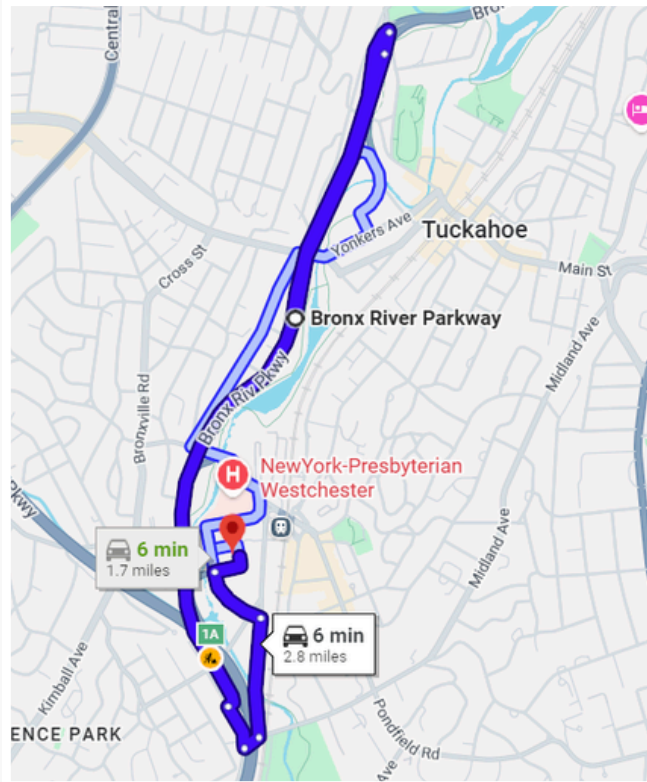 Central
Bro
Tuckahoe
Yonkers Ave
Cross St
Main St
Bronx River Parkway
Midland Ave
Bronx Riv Pkwy
Bronxville Rd
H
NewYork-Presbyterian
Westchester
Pkwy
6 min
1.7 miles
Midland Ave
1A
6 min
2.8 miles
Kimball Ave
ENCE PARK
Pondfield Rd